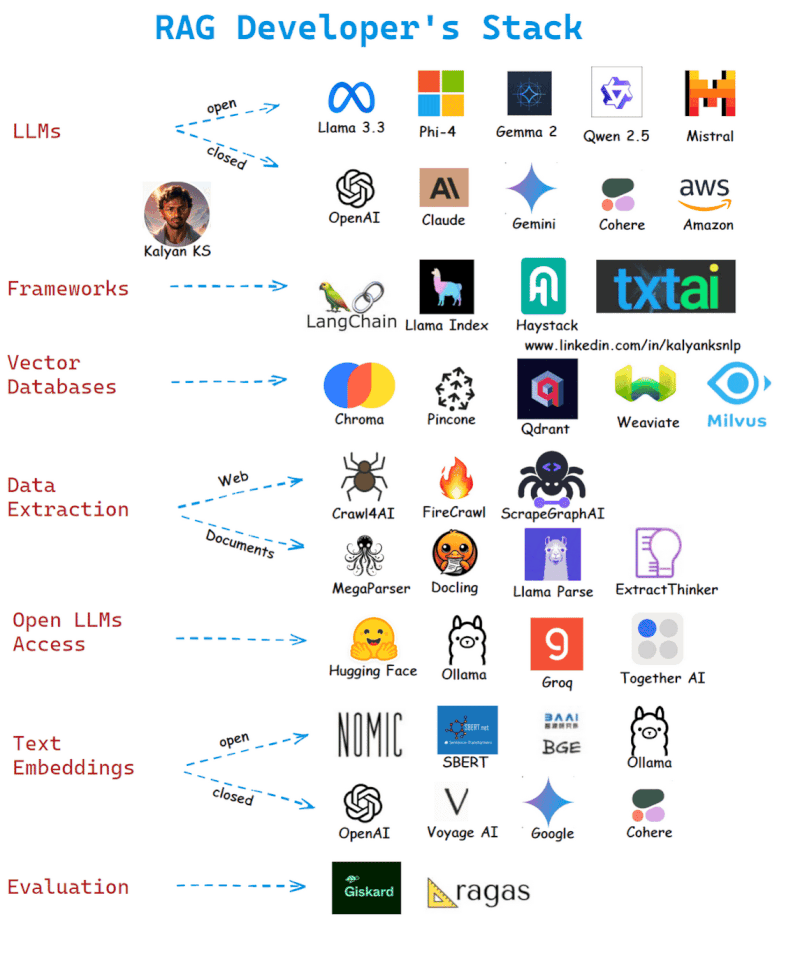 RAG Developer's Stack
LLMs
open
Llama 3.3
Phi-4
Gemma 2
Qwen 2.5
Mistral
closed
OpenAI
A\
Claude
Gemini
Cohere
aws
Amazon
Kalyan KS
Frameworks
LangChain
Llama Index
Haystack
txtai
www.linkedin.com/in/kalyanksnlp
Vector
Databases
Chroma
Pincone
Qdrant
Weaviate
Milvus
Data
Extraction
Web
Crawl4AI
FireCrawl
ScrapeGraphAI
Documents
MegaParser
Docling
Llama Parse
ExtractThinker
Open LLMs
Access
Hugging Face
Ollama
Groq
Together AI
Text
Embeddings
open
NOMIC
SBERT.net
SBERT
BAAI
BGE
Ollama
closed
OpenAI
Voyage AI
Google
Cohere
Evaluation
Giskard
ragas